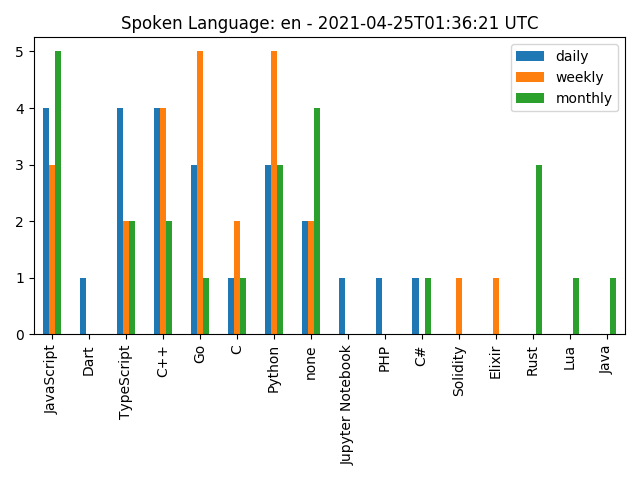 Spoken Language: en - 2021-04-25T01:36:21 UTC
daily
weekly
monthly
5
4
3
2
1
0
JavaScript
Dart
TypeScript
C++
Go
C
Python
none
Jupyter Notebook
PHP
C#
Solidity
Elixir
Rust
Lua
Java